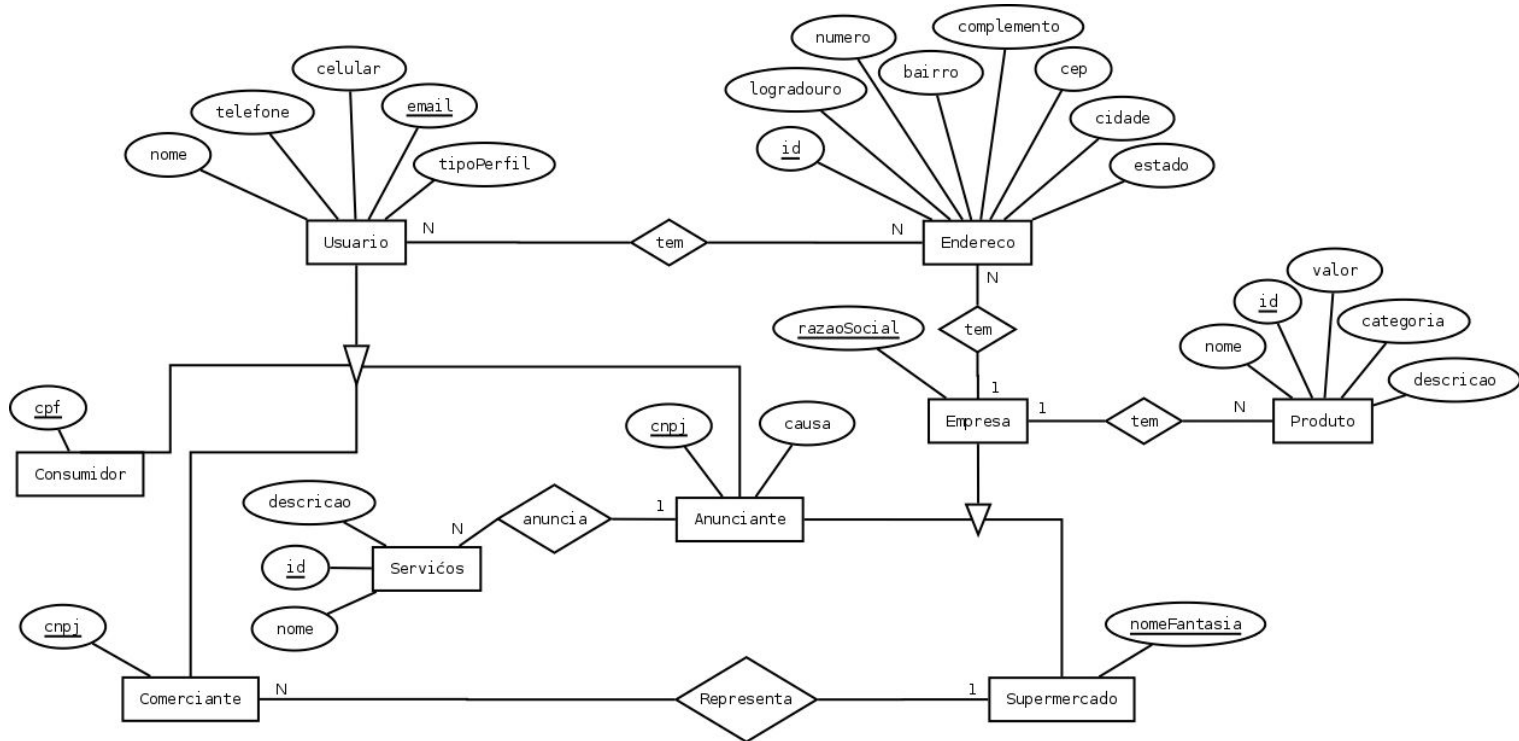 complemento
numero
celular
bairro
cep
logradouro
email
telefone
cidade
id
nome
tipoPerfil
estado
Usuario
N
tem
N
Endereco
N
valor
id
razaoSocial
tem
categoria
nome
descricao
1
cpf
cnpj
causa
Empresa
1
tem
N
Produto
Consumidor
descricao
N
anuncia
1
Anunciante
id
Servićos
nome
cnpj
nomeFantasia
Comerciante
N
Representa
1
Supermercado